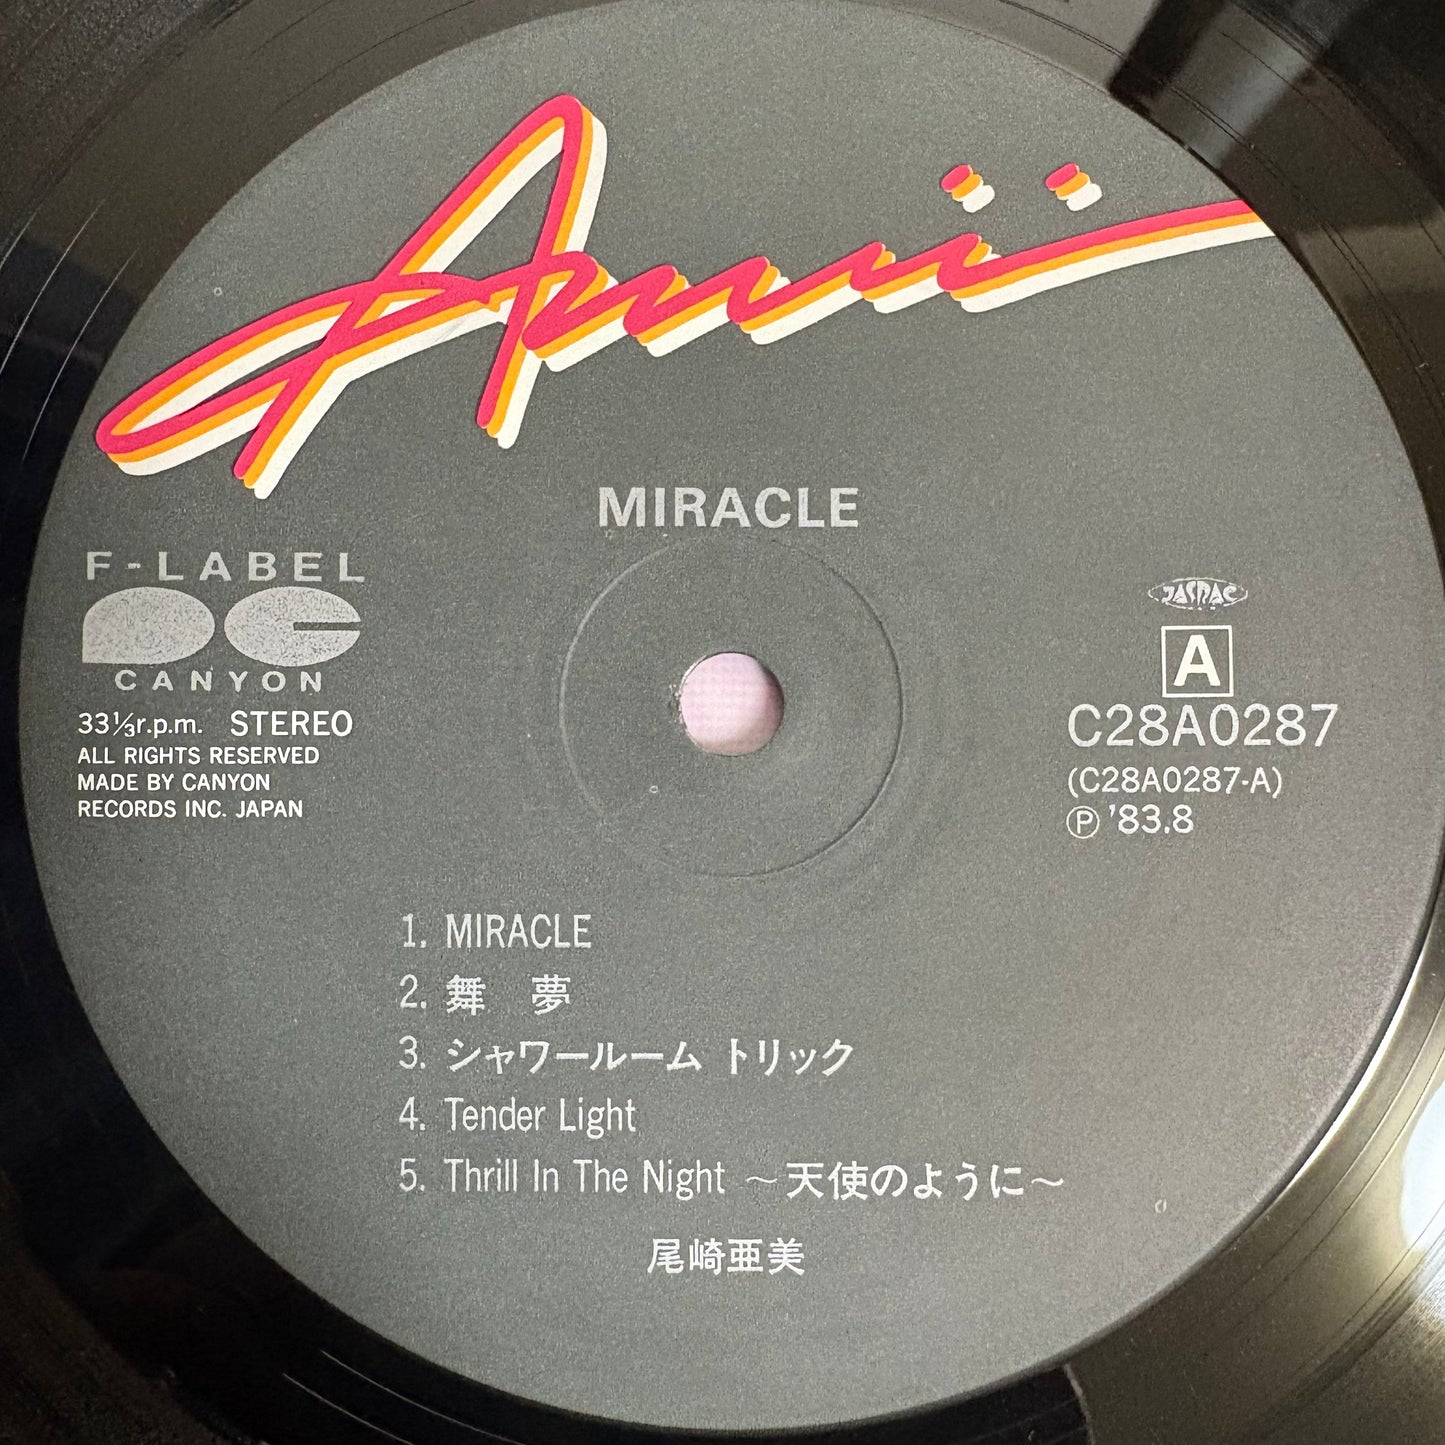 Amii
MIRACLE
F-LABEL
CANYON
33⅓r.p.m. STEREO
ALL RIGHTS RESERVED
MADE BY CANYON
RECORDS INC. JAPAN
JASRAC
A
C28A0287
(C28A0287-A)
Ⓟ '83.8
1. MIRACLE
2. 舞 夢
3. シャワールーム トリック
4. Tender Light
5. Thrill In The Night ～天使のように～
尾崎亜美